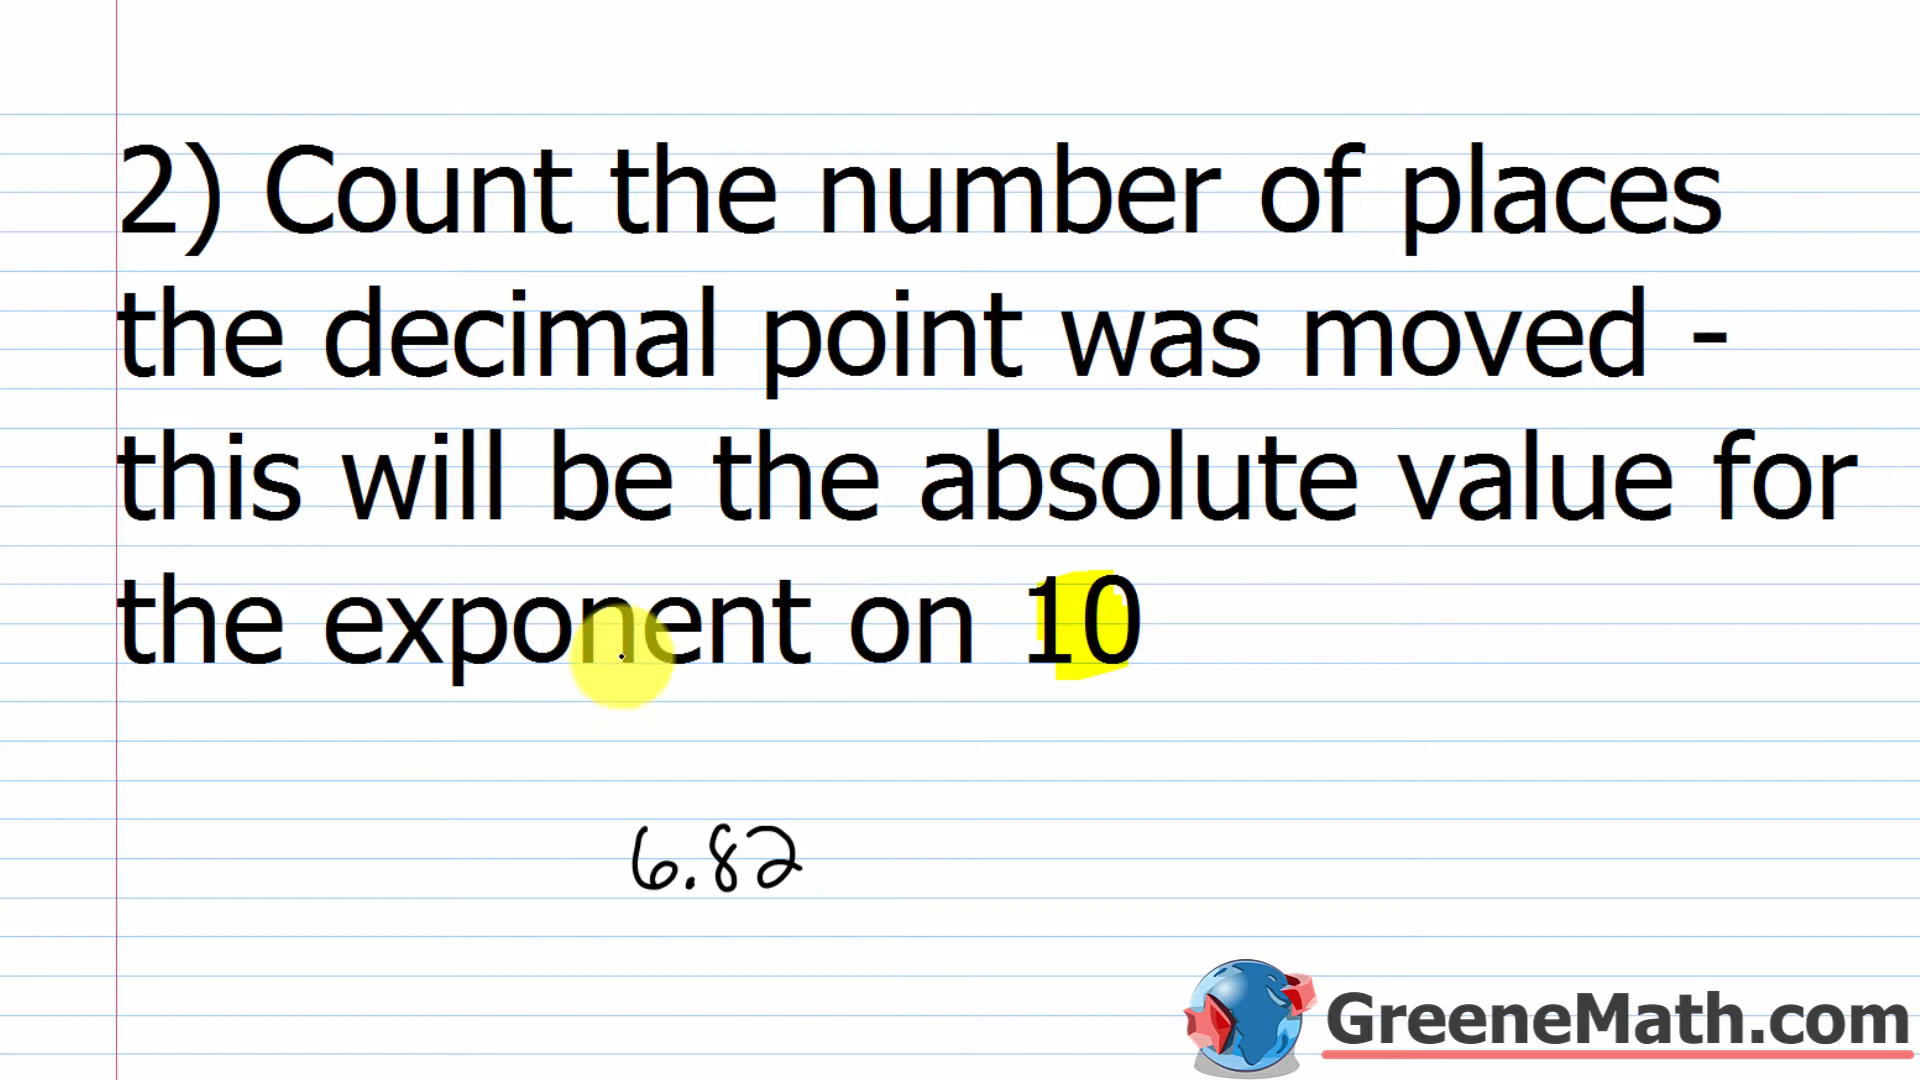 2) Count the number of places
the decimal point was moved -
this will be the absolute value for
the exponent on 10
6.82
GreeneMath.com